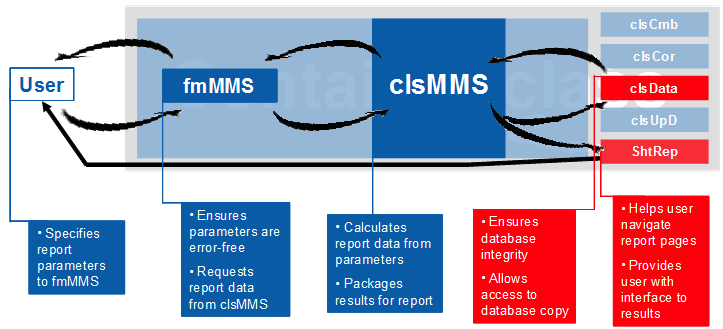 Container class
clsCmb
clsCor
clsData
clsUpD
ShtRep
User
fmMMS
clsMMS
• Specifies
report
parameters
to fmMMS
• Ensures
parameters are
error-free
• Requests
report data
from clsMMS
• Calculates
report data from
parameters
• Packages
results for report
• Ensures
database
integrity
• Allows
access to
database copy
• Helps user
navigate
report pages
• Provides
user with
interface to
results